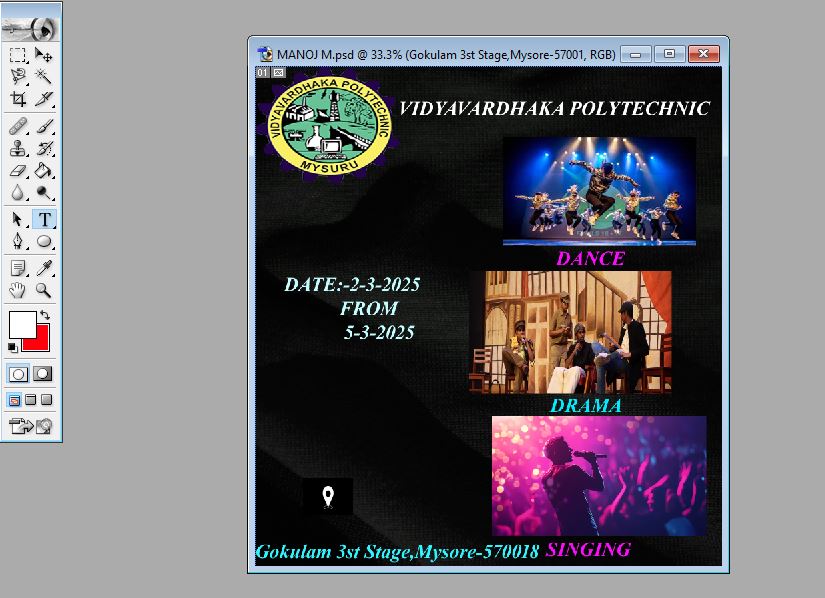 MANOJ M.psd @ 33.3% (Gokulam 3st Stage,Mysore-57001, RGB)
01
VIDYAVARDHAKA POLYTECHNIC
MYSURU
VIDYAVARDHAKA POLYTECHNIC
DANCE
DATE:-2-3-2025
FROM
5-3-2025
DRAMA
Gokulam 3st Stage,Mysore-570018
SINGING
T